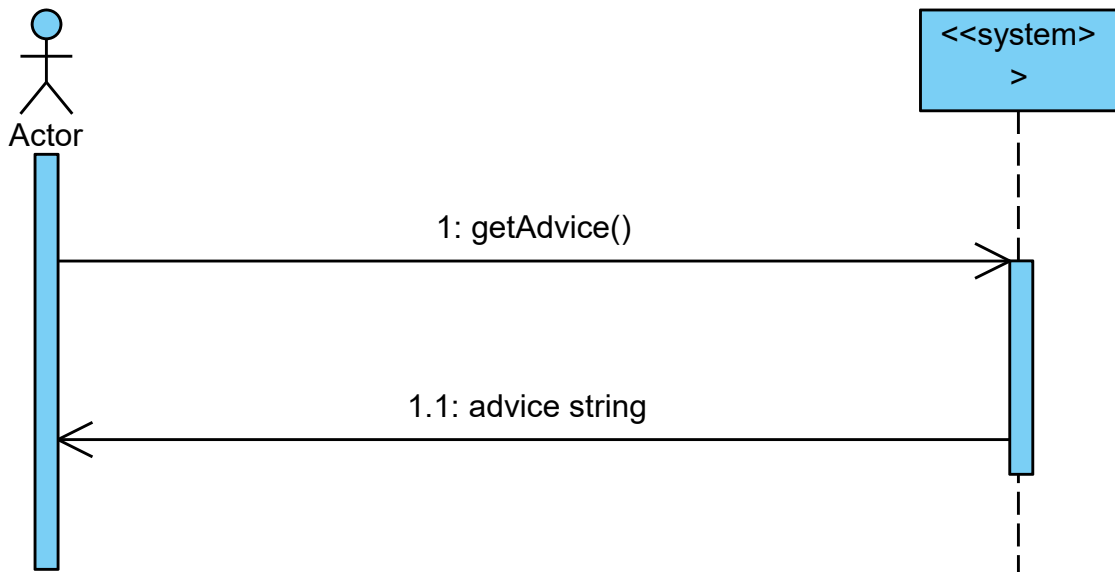 <<system>
>
Actor
1: getAdvice()
1.1: advice string